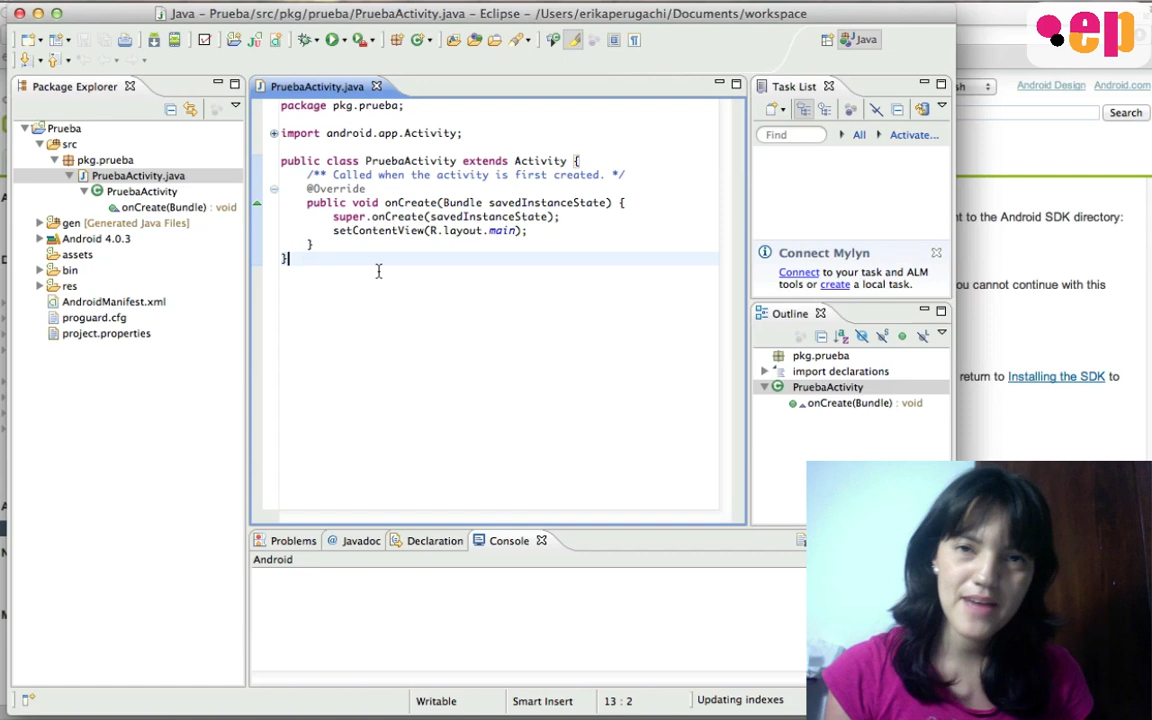 Java – Prueba/src/pkg/prueba/PruebaActivity.java – Eclipse – /Users/erikaperugachi/Documents/workspace
ep
Java
Android Design
Android.com
Search
Package Explorer
Prueba
src
pkg.prueba
PruebaActivity.java
PruebaActivity
onCreate(Bundle) : void
gen [Generated Java Files]
Android 4.0.3
assets
bin
res
AndroidManifest.xml
proguard.cfg
project.properties
PruebaActivity.java
package pkg.prueba;
import android.app.Activity;
public class PruebaActivity extends Activity {
/** Called when the activity is first created. */
@Override
public void onCreate(Bundle savedInstanceState) {
super.onCreate(savedInstanceState);
setContentView(R.layout.main);
}
}
Task List
Find
All
Activate...
Connect Mylyn
Connect to your task and ALM
tools or create a local task.
Outline
pkg.prueba
import declarations
PruebaActivity
onCreate(Bundle) : void
nt to the Android SDK directory:
you cannot continue with this
return to Installing the SDK to
Problems
@ Javadoc
Declaration
Console
Android
Writable
Smart Insert
13 : 2
Updating indexes